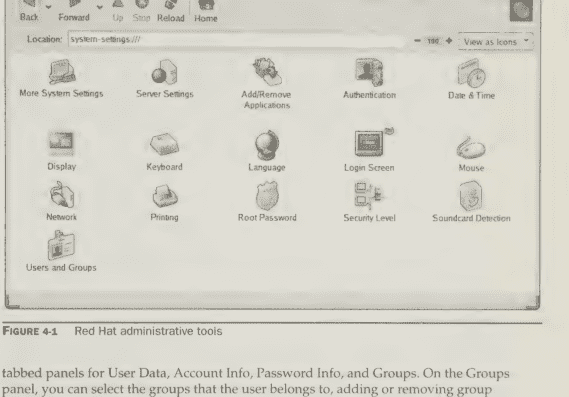 Back Forward Up Stop Reload Home
Location: system-settings:/// 100 View as Icons
More System Settings Server Settings Add/Remove Applications Authentication Date & Time
Display Keyboard Language Login Screen Mouse
Network Printing Root Password Security Level Soundcard Detection
Users and Groups
FIGURE 4-1 Red Hat administrative tools
tabbed panels for User Data, Account Info, Password Info, and Groups. On the Groups
panel, you can select the groups that the user belongs to, adding or removing group